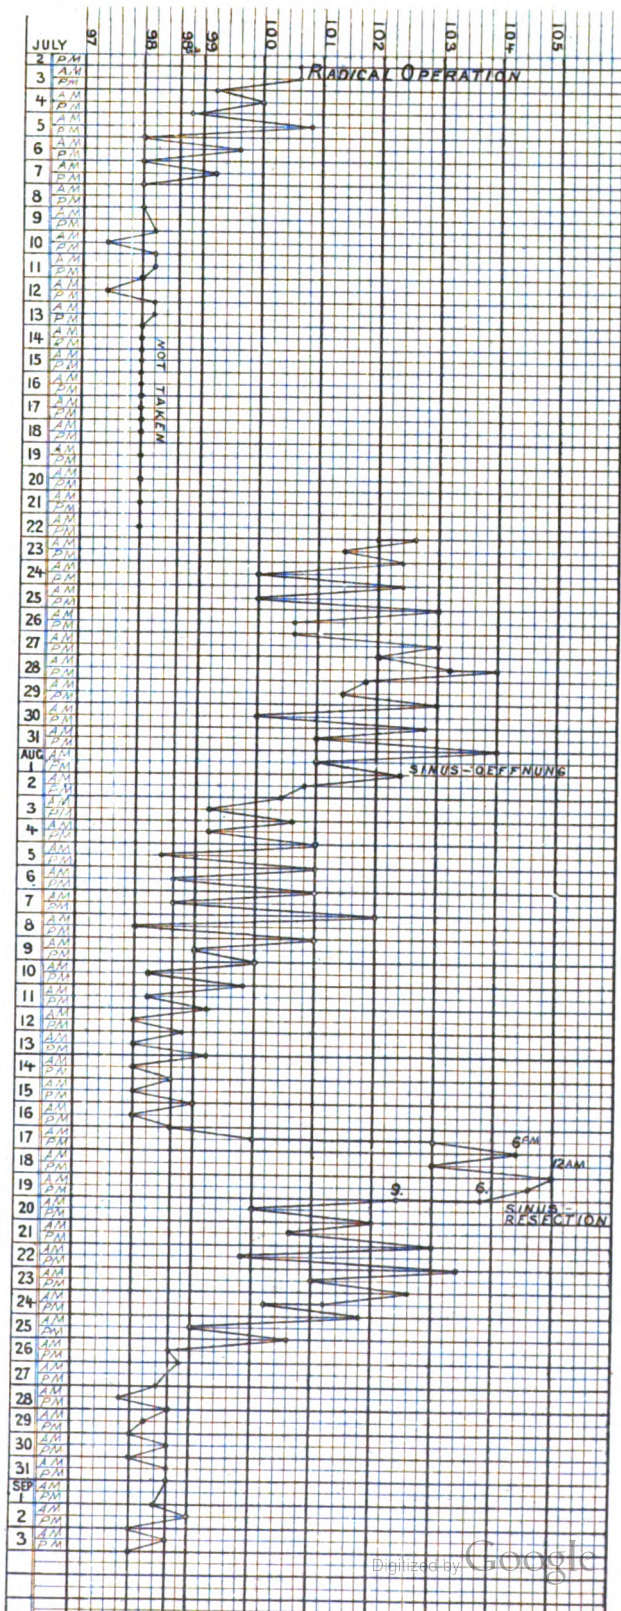 97 98 99 100 101 102 103 104 105
JULY
2 PM
3 AM PM RADICAL OPERATION
4 AM PM
5 AM PM
6 AM PM
7 AM PM
8 AM PM
9 AM PM
10 AM PM
11 AM PM
12 AM PM
13 AM PM
14 AM PM
15 AM PM
16 AM PM
17 AM PM
18 AM PM
NOT TAKEN
19 AM PM
20 AM PM
21 AM PM
22 AM PM
23 AM PM
24 AM PM
25 AM PM
26 AM PM
27 AM PM
28 AM PM
29 AM PM
30 AM PM
31 AM PM
AUG
1 AM PM SINUS-OEFFNUNG
2 AM PM
3 AM PM
4 AM PM
5 AM PM
6 AM PM
7 AM PM
8 AM PM
9 AM PM
10 AM PM
11 AM PM
12 AM PM
13 AM PM
14 AM PM
15 AM PM
16 AM PM
17 AM PM 6PM
18 AM PM 12AM
19 AM PM 9. 6.
20 AM PM SINUS-
RESECTION
21 AM PM
22 AM PM
23 AM PM
24 AM PM
25 AM PM
26 AM PM
27 AM PM
28 AM PM
29 AM PM
30 AM PM
31 AM PM
SEP
1 AM PM
2 AM PM
3 AM PM
Digitized by Google